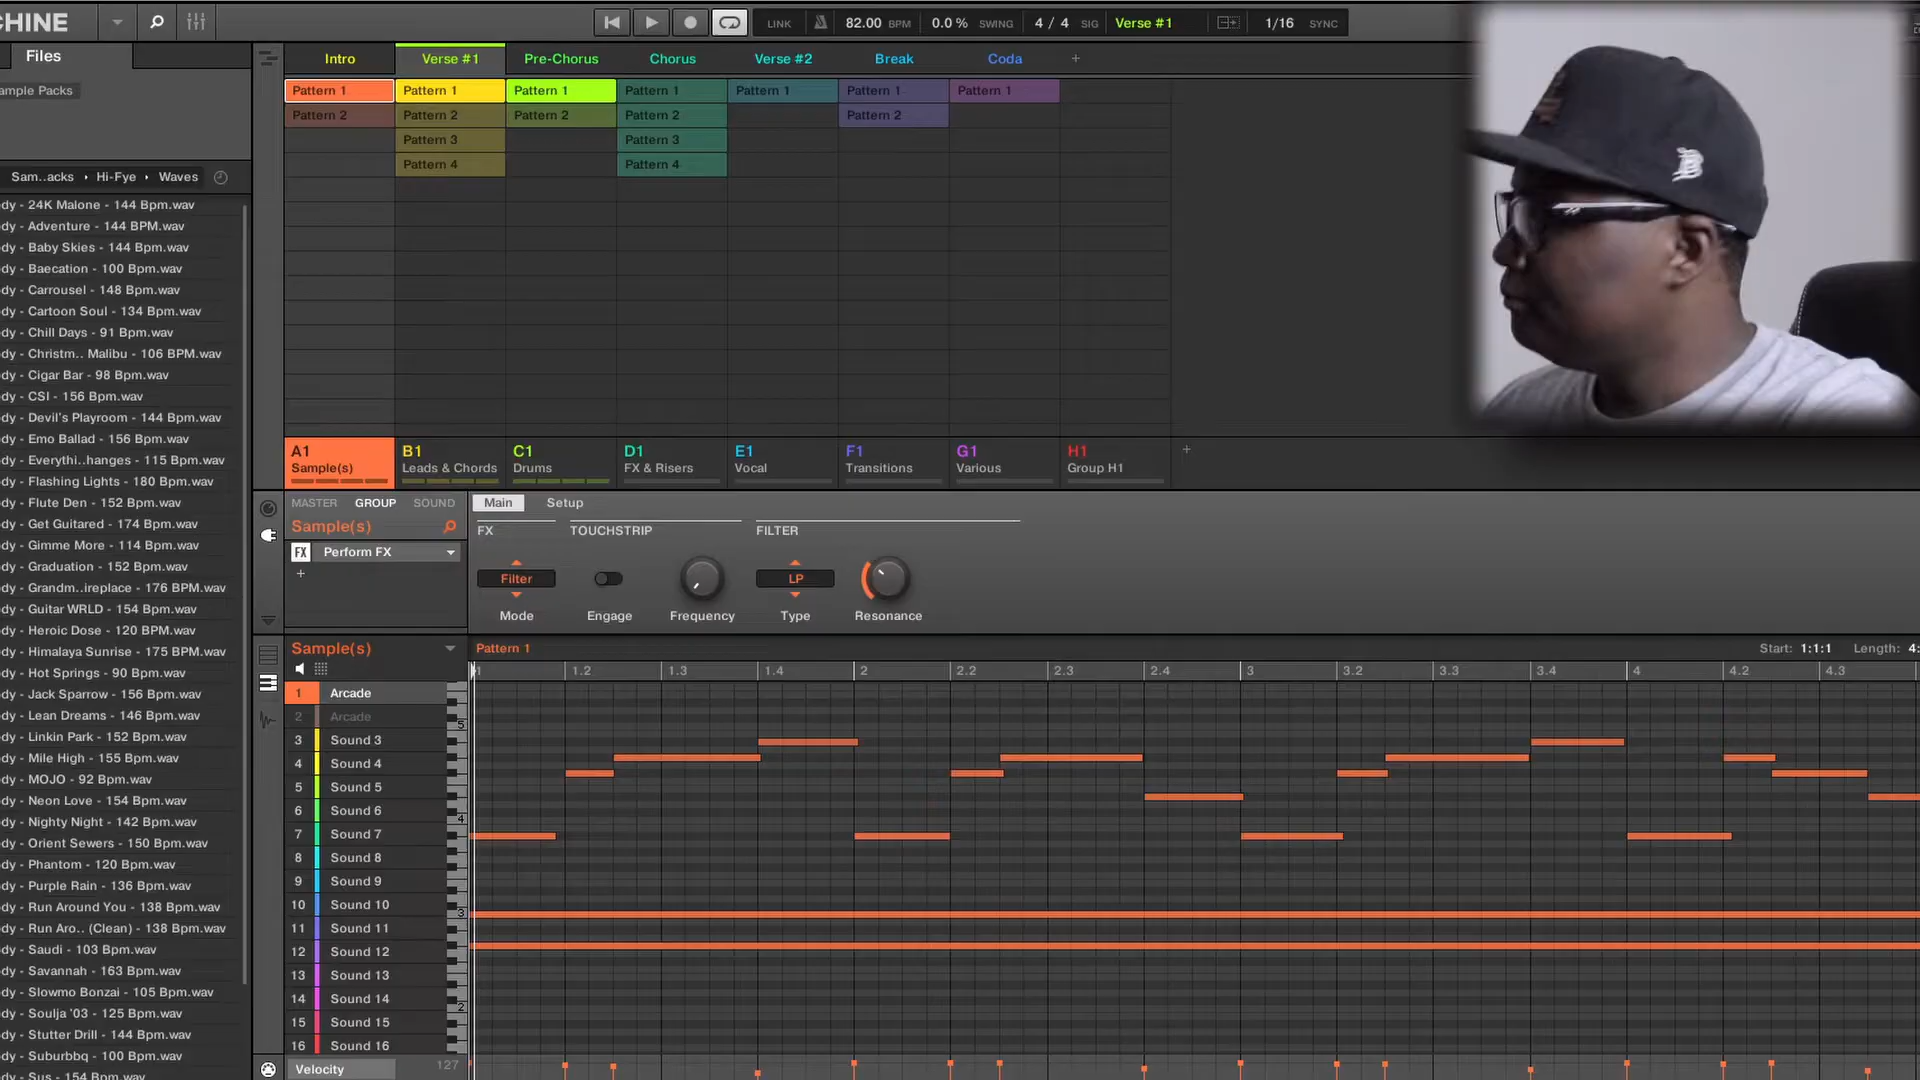 CHINE
LINK 82.00 BPM 0.0 % SWING 4 / 4 SIG Verse #1 1/16 SYNC
Files
ample Packs
Sam..acks Hi-Fye Waves
dy - 24K Malone - 144 Bpm.wav
dy - Adventure - 144 BPM.wav
dy - Baby Skies - 144 Bpm.wav
dy - Baecation - 100 Bpm.wav
dy - Carrousel - 148 Bpm.wav
dy - Cartoon Soul - 134 Bpm.wav
dy - Chill Days - 91 Bpm.wav
dy - Christm.. Malibu - 106 BPM.wav
dy - Cigar Bar - 98 Bpm.wav
dy - CSI - 156 Bpm.wav
dy - Devil's Playroom - 144 Bpm.wav
dy - Emo Ballad - 156 Bpm.wav
dy - Everythi..hanges - 115 Bpm.wav
dy - Flashing Lights - 180 Bpm.wav
dy - Flute Den - 152 Bpm.wav
dy - Get Guitared - 174 Bpm.wav
dy - Gimme More - 114 Bpm.wav
dy - Graduation - 152 Bpm.wav
dy - Grandm..ireplace - 176 BPM.wav
dy - Guitar WRLD - 154 Bpm.wav
dy - Heroic Dose - 120 BPM.wav
dy - Himalaya Sunrise - 175 BPM.wav
dy - Hot Springs - 90 Bpm.wav
dy - Jack Sparrow - 156 Bpm.wav
dy - Lean Dreams - 146 Bpm.wav
dy - Linkin Park - 152 Bpm.wav
dy - Mile High - 155 Bpm.wav
dy - MOJO - 92 Bpm.wav
dy - Neon Love - 154 Bpm.wav
dy - Nighty Night - 142 Bpm.wav
dy - Orient Sewers - 150 Bpm.wav
dy - Phantom - 120 Bpm.wav
dy - Purple Rain - 136 Bpm.wav
dy - Run Around You - 138 Bpm.wav
dy - Run Aro.. (Clean) - 138 Bpm.wav
dy - Saudi - 103 Bpm.wav
dy - Savannah - 163 Bpm.wav
dy - Slowmo Bonzai - 105 Bpm.wav
dy - Soulja '03 - 125 Bpm.wav
dy - Stutter Drill - 144 Bpm.wav
dy - Suburbbq - 100 Bpm.wav
dy - Sus - 154 Bpm.wav
Intro Verse #1 Pre-Chorus Chorus Verse #2 Break Coda +
Pattern 1 Pattern 1 Pattern 1 Pattern 1 Pattern 1 Pattern 1 Pattern 1
Pattern 2 Pattern 2 Pattern 2 Pattern 2 Pattern 2
Pattern 3 Pattern 3
Pattern 4 Pattern 4
A1 B1 C1 D1 E1 F1 G1 H1 +
Sample(s) Leads & Chords Drums FX & Risers Vocal Transitions Various Group H1
MASTER GROUP SOUND Main Setup
Sample(s) FX TOUCHSTRIP FILTER
FX Perform FX
+ Filter LP
Mode Engage Frequency Type Resonance
Sample(s) Pattern 1 Start: 1:1:1 Length: 4:
1 1.2 1.3 1.4 2 2.2 2.3 2.4 3 3.2 3.3 3.4 4 4.2 4.3
1 Arcade
2 Arcade
5
3 Sound 3
4 Sound 4
5 Sound 5
6 Sound 6
4
7 Sound 7
8 Sound 8
9 Sound 9
10 Sound 10
3
11 Sound 11
12 Sound 12
13 Sound 13
14 Sound 14
2
15 Sound 15
16 Sound 16
Velocity 127